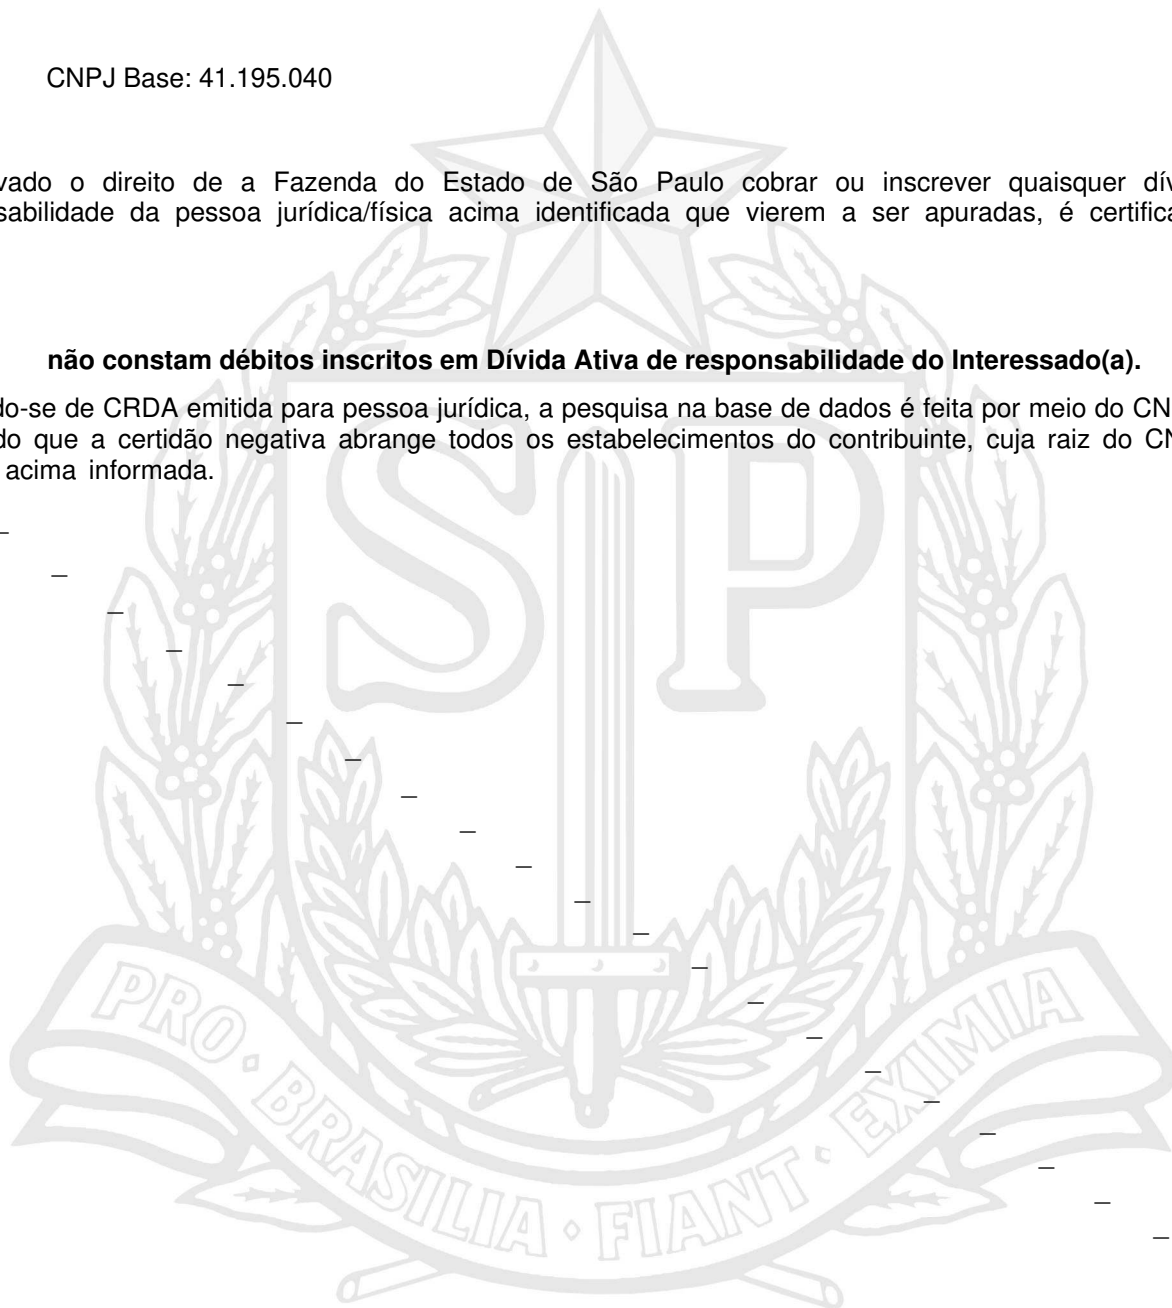 CNPJ Base: 41.195.040
vado o direito de a Fazenda do Estado de São Paulo cobrar ou inscrever quaisquer dív
sabilidade da pessoa jurídica/física acima identificada que vierem a ser apuradas, é certifica
não constam débitos inscritos em Dívida Ativa de responsabilidade do Interessado(a).
do-se de CRDA emitida para pessoa jurídica, a pesquisa na base de dados é feita por meio do CN
do que a certidão negativa abrange todos os estabelecimentos do contribuinte, cuja raiz do CN
acima informada.
SP
PRO · BRASILIA · FIANT · EXIMIA